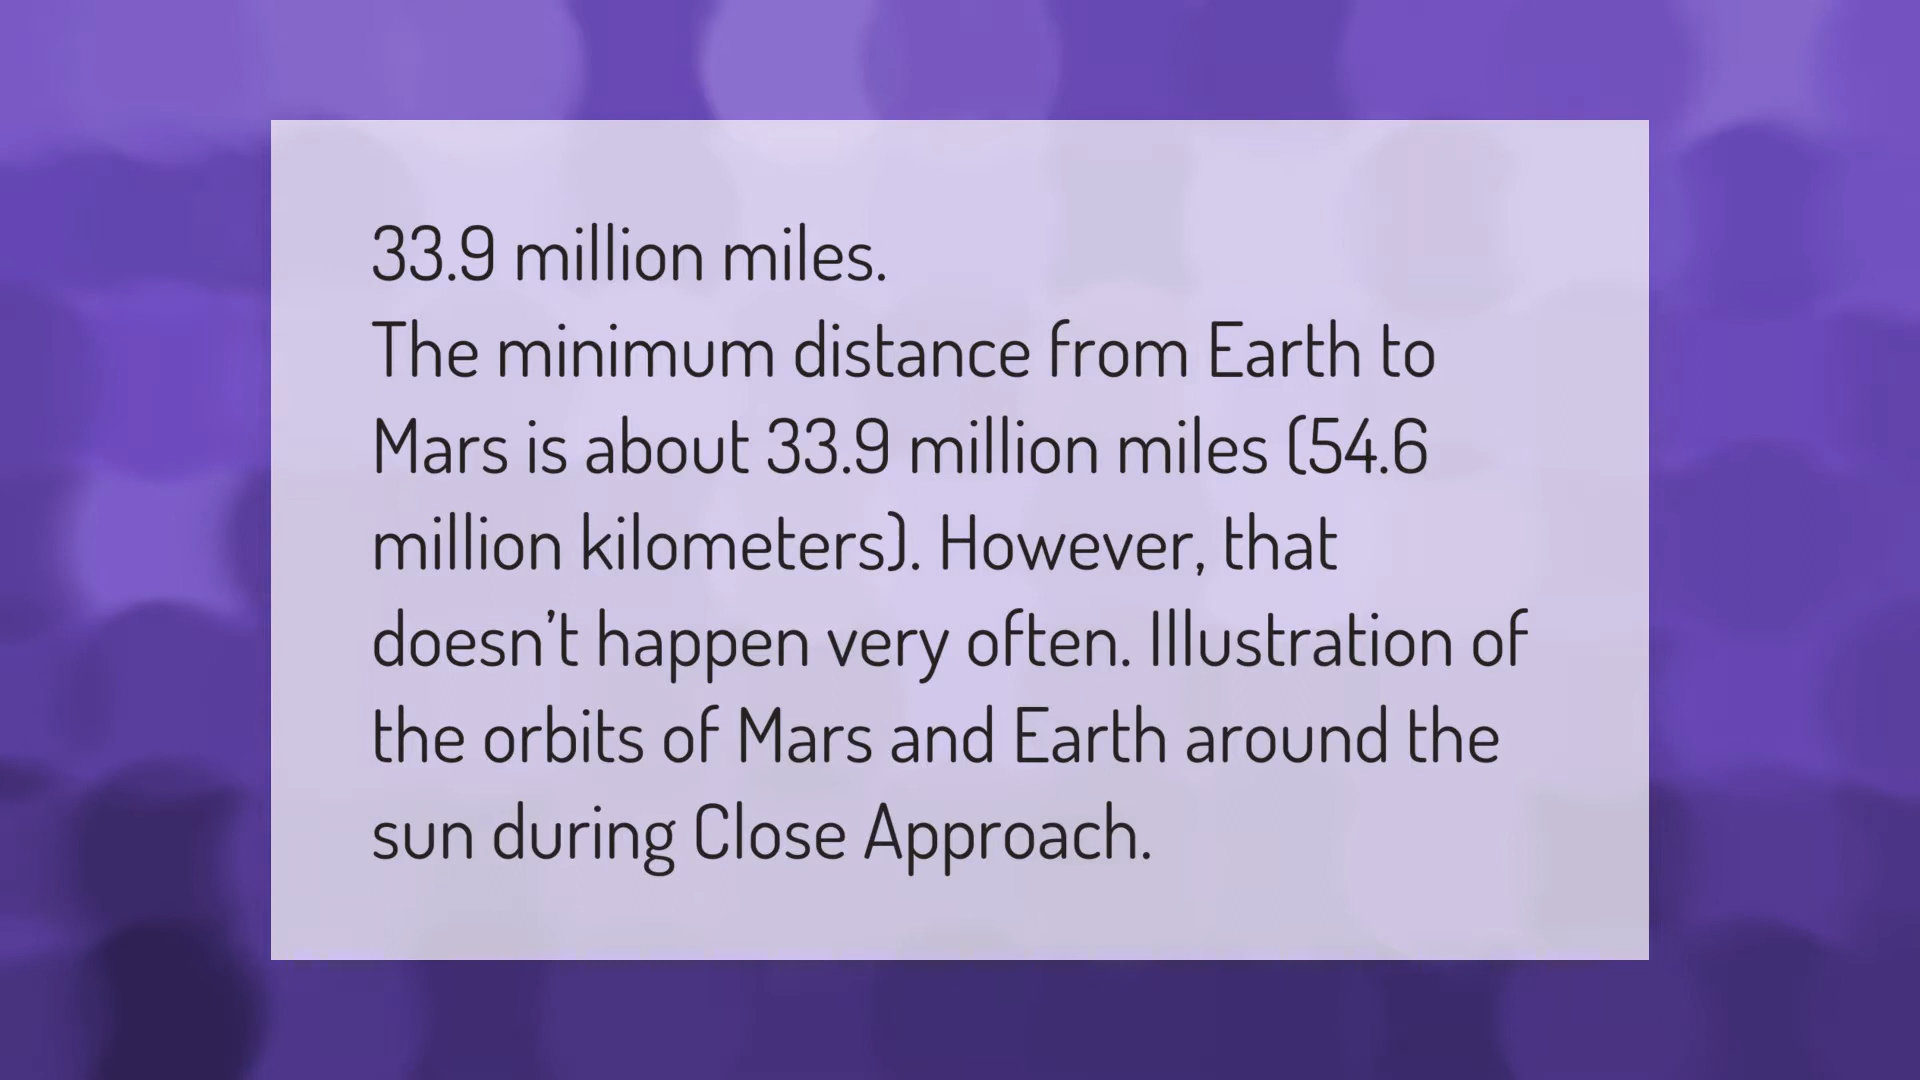 33.9 million miles.
The minimum distance from Earth to
Mars is about 33.9 million miles (54.6
million kilometers). However, that
doesn’t happen very often. Illustration of
the orbits of Mars and Earth around the
sun during Close Approach.